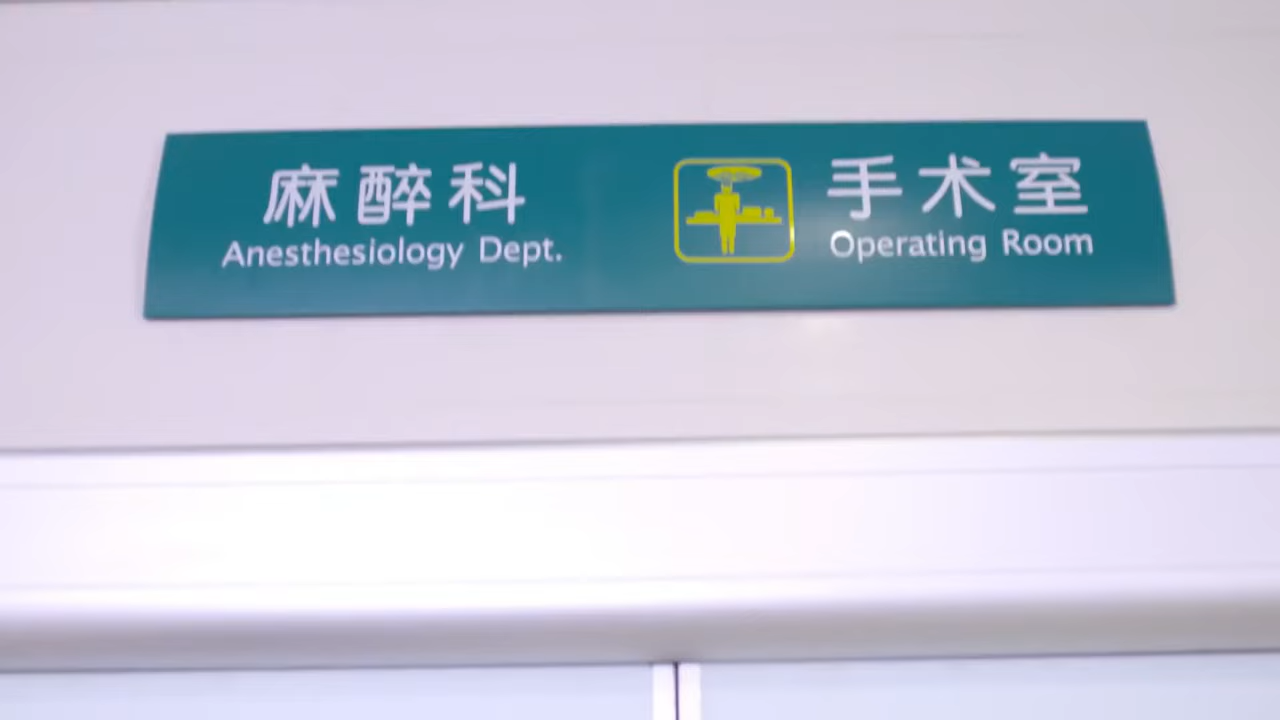 麻醉科
Anesthesiology Dept.
手术室
Operating Room